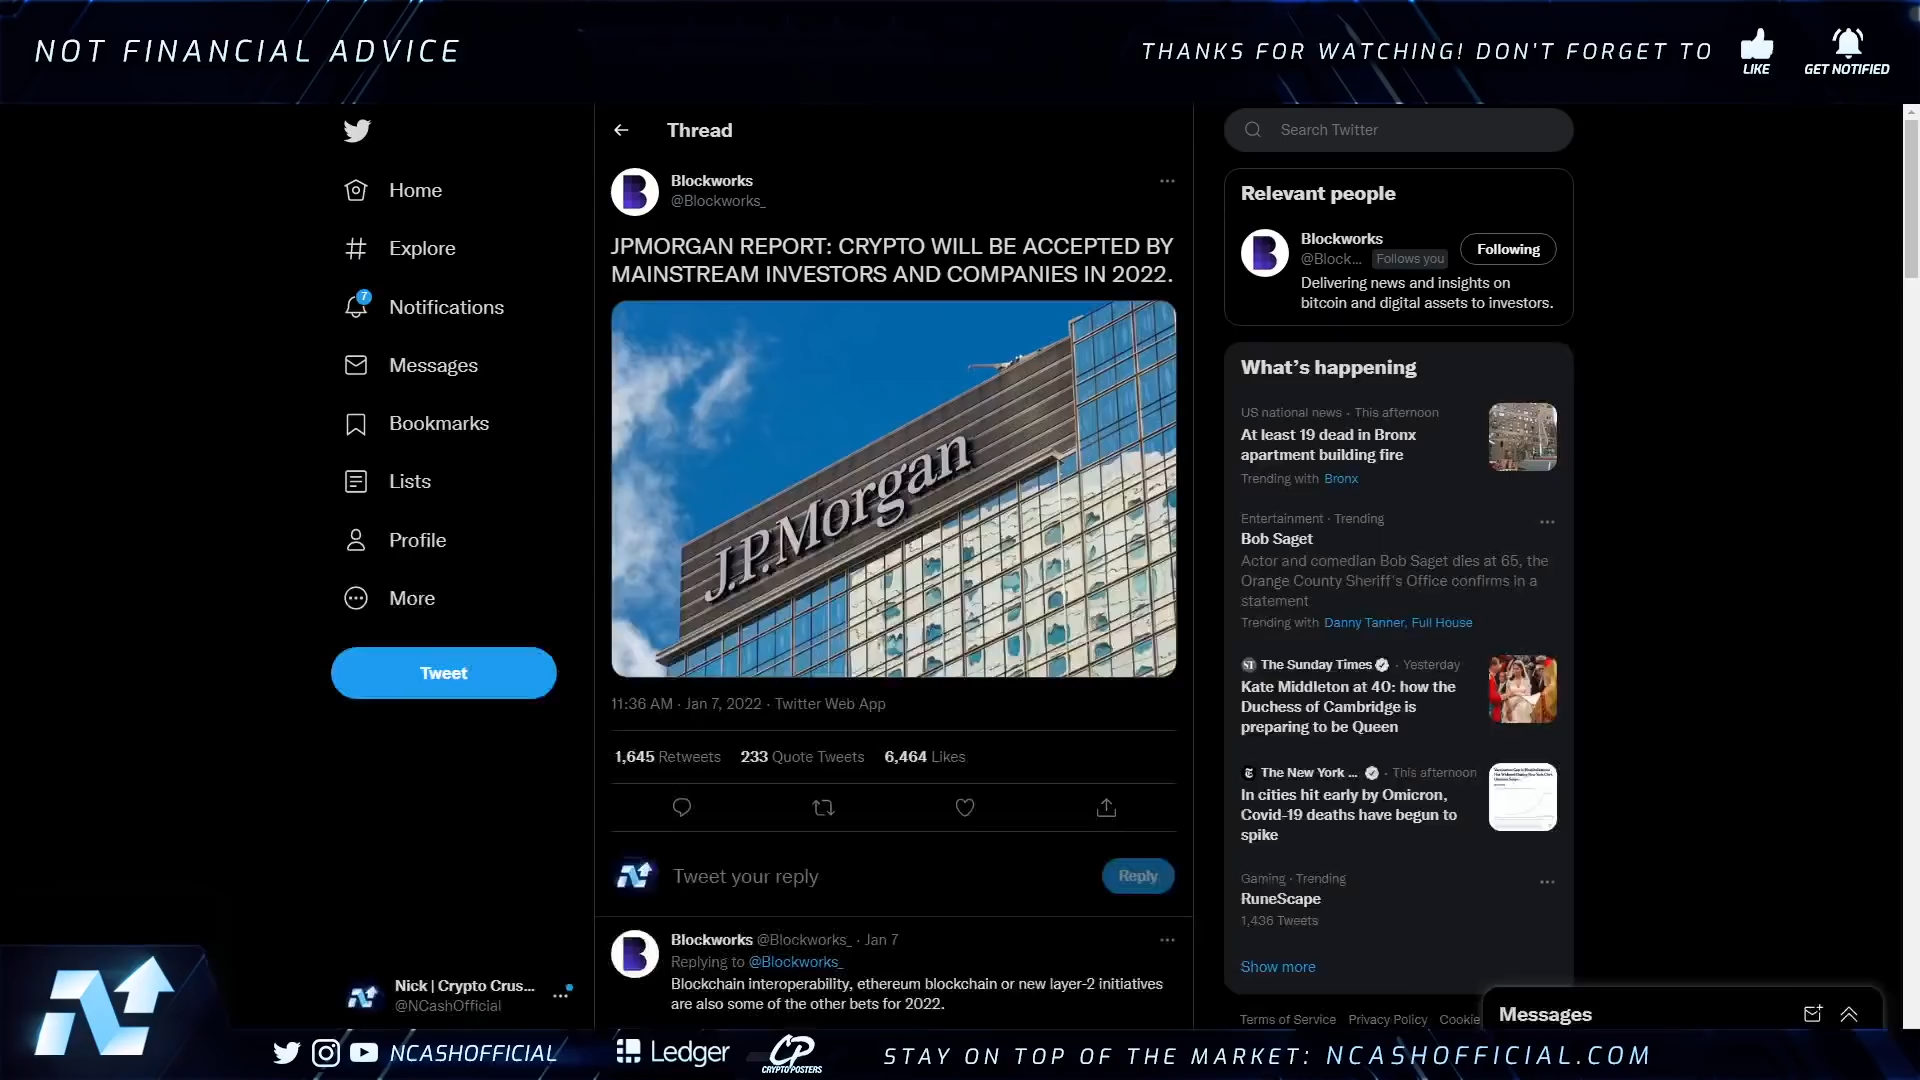 NOT FINANCIAL ADVICE
THANKS FOR WATCHING! DON'T FORGET TO
LIKE
GET NOTIFIED
Home
Explore
7
Notifications
Messages
Bookmarks
Lists
Profile
More
Tweet
Nick | Crypto Crus...
@NCashOfficial
Thread
Blockworks
@Blockworks_
JPMORGAN REPORT: CRYPTO WILL BE ACCEPTED BY
MAINSTREAM INVESTORS AND COMPANIES IN 2022.
J.P.Morgan
11:36 AM · Jan 7, 2022 · Twitter Web App
1,645 Retweets 233 Quote Tweets 6,464 Likes
Tweet your reply
Reply
Blockworks @Blockworks_ · Jan 7
Replying to @Blockworks_
Blockchain interoperability, ethereum blockchain or new layer-2 initiatives
are also some of the other bets for 2022.
Search Twitter
Relevant people
Blockworks
@Block... Follows you
Following
Delivering news and insights on
bitcoin and digital assets to investors.
What's happening
US national news · This afternoon
At least 19 dead in Bronx
apartment building fire
Trending with Bronx
Entertainment · Trending
Bob Saget
Actor and comedian Bob Saget dies at 65, the
Orange County Sheriff's Office confirms in a
statement
Trending with Danny Tanner, Full House
ST The Sunday Times · Yesterday
Kate Middleton at 40: how the
Duchess of Cambridge is
preparing to be Queen
The New York ... · This afternoon
In cities hit early by Omicron,
Covid-19 deaths have begun to
spike
Gaming · Trending
RuneScape
1,436 Tweets
Show more
Terms of Service Privacy Policy Cookie
Messages
NCASHOFFICIAL
Ledger
CP
CRYPTOPOSTERS
STAY ON TOP OF THE MARKET: NCASHOFFICIAL.COM